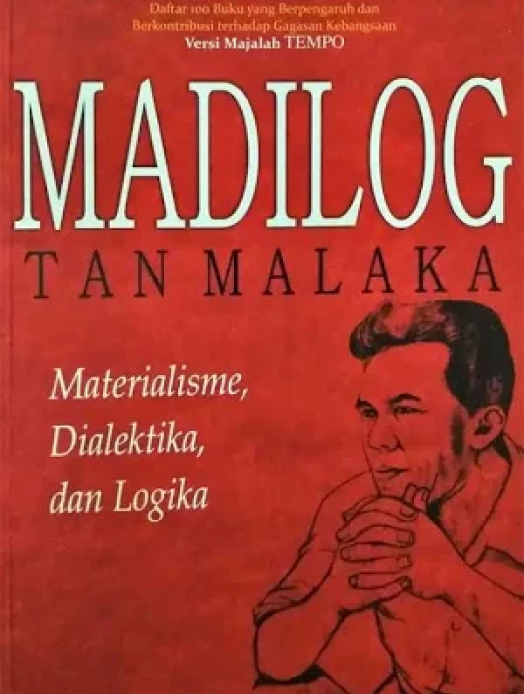 Daftar 100 Buku yang Berpengaruh dan
Berkontribusi terhadap Gagasan Kebangsaan
Versi Majalah TEMPO
MADILOG
TAN MALAKA
Materialisme,
Dialektika,
dan Logika